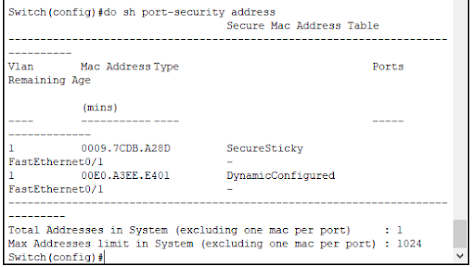 Switch(config)#do sh port-security address
Secure Mac Address Table
-------------------------------------------------------------------
----------
Vlan Mac Address Type Ports
Remaining Age
(mins)
---- ----------- ---- -----
-------------
1 0009.7CDB.A28D SecureSticky
FastEthernet0/1 -
1 00E0.A3EE.E401 DynamicConfigured
FastEthernet0/1 -
-------------------------------------------------------------------
---------
Total Addresses in System (excluding one mac per port) : 1
Max Addresses limit in System (excluding one mac per port) : 1024
Switch(config)#